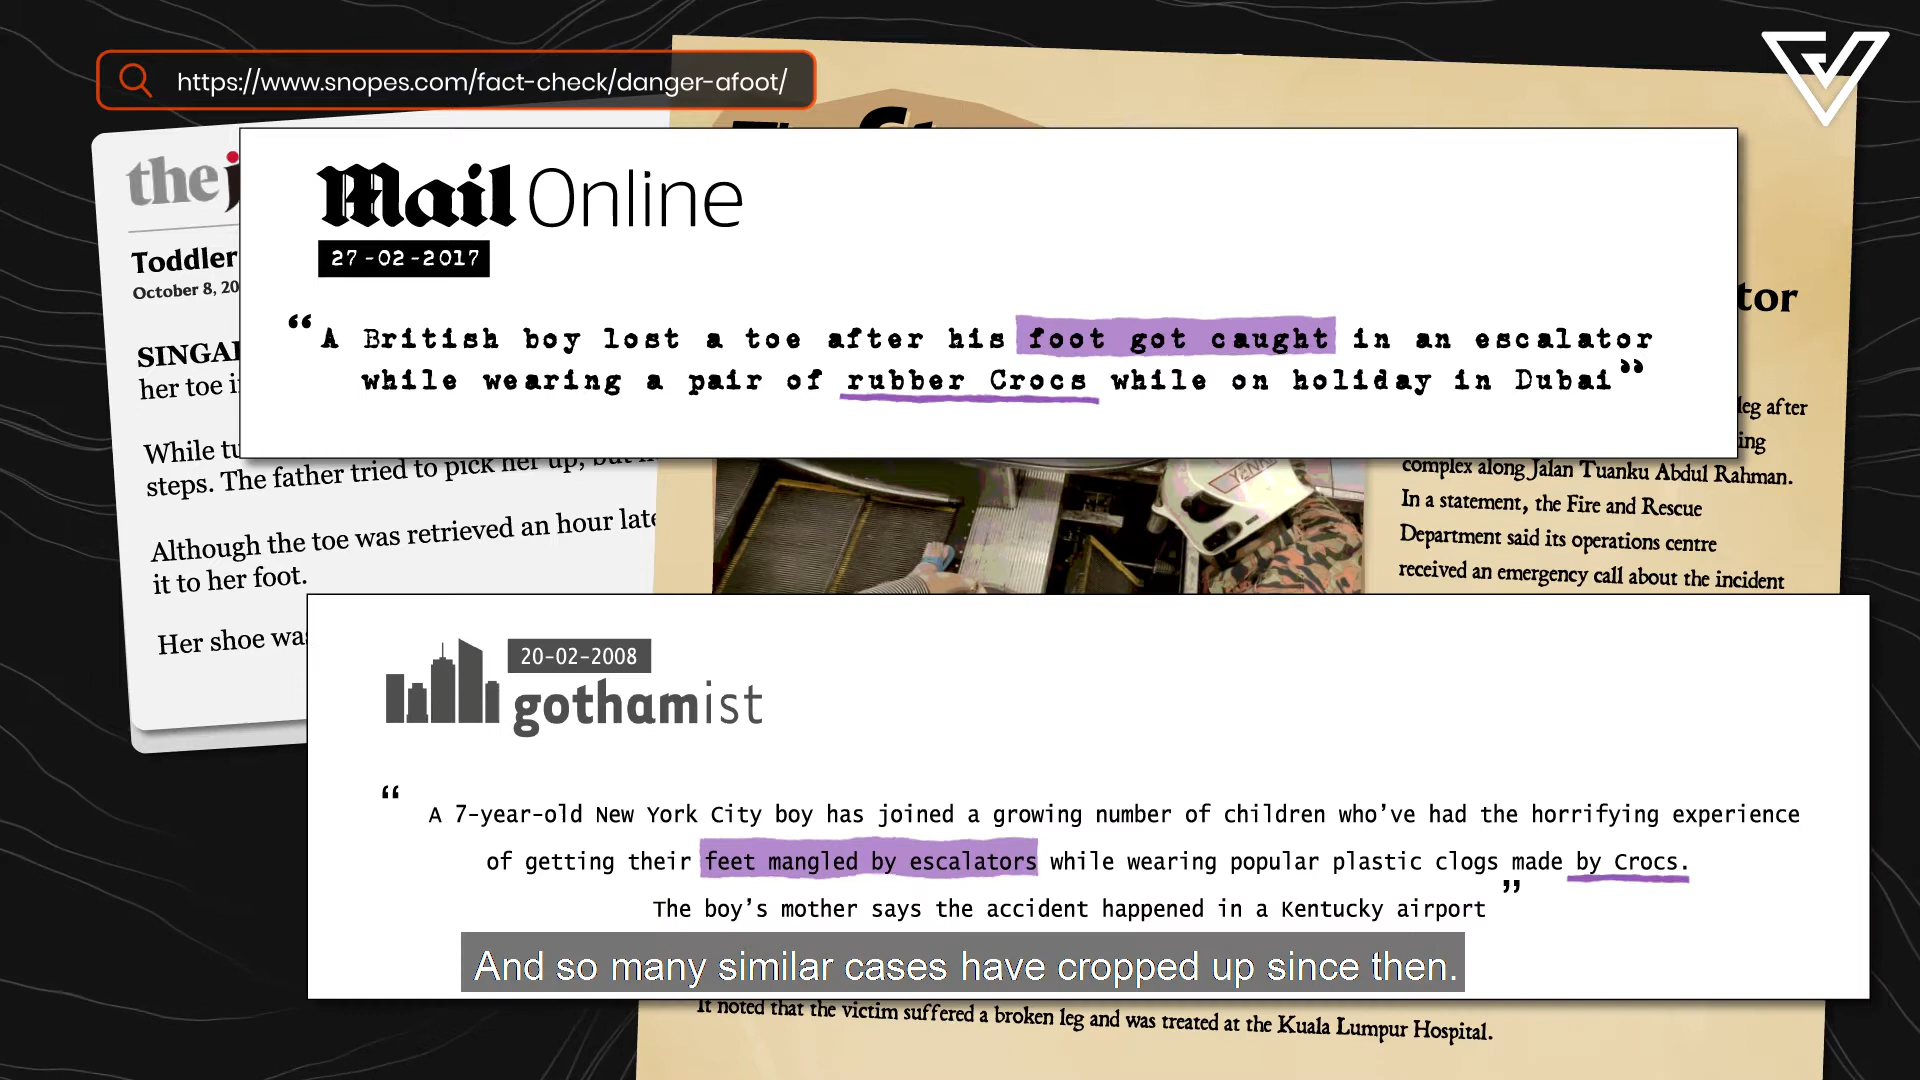 https://www.snopes.com/fact-check/danger-afoot/
the
Toddler
October 8, 20
her toe i
While tu
steps. The father tried to pick her up,
Although the toe was retrieved an hour late
it to her foot.
Her shoe was
Mail Online
27-02-2017
“A British boy lost a toe after his foot got caught in an escalator
while wearing a pair of rubber Crocs while on holiday in Dubai”
tor
leg after
ing
complex along Jalan Tuanku Abdul Rahman.
In a statement, the Fire and Rescue
Department said its operations centre
received an emergency call about the incident
20-02-2008
gothamist
“A 7-year-old New York City boy has joined a growing number of children who’ve had the horrifying experience
of getting their feet mangled by escalators while wearing popular plastic clogs made by Crocs.
The boy’s mother says the accident happened in a Kentucky airport”
And so many similar cases have cropped up since then.
It noted that the victim suffered a broken leg and was treated at the Kuala Lumpur Hospital.